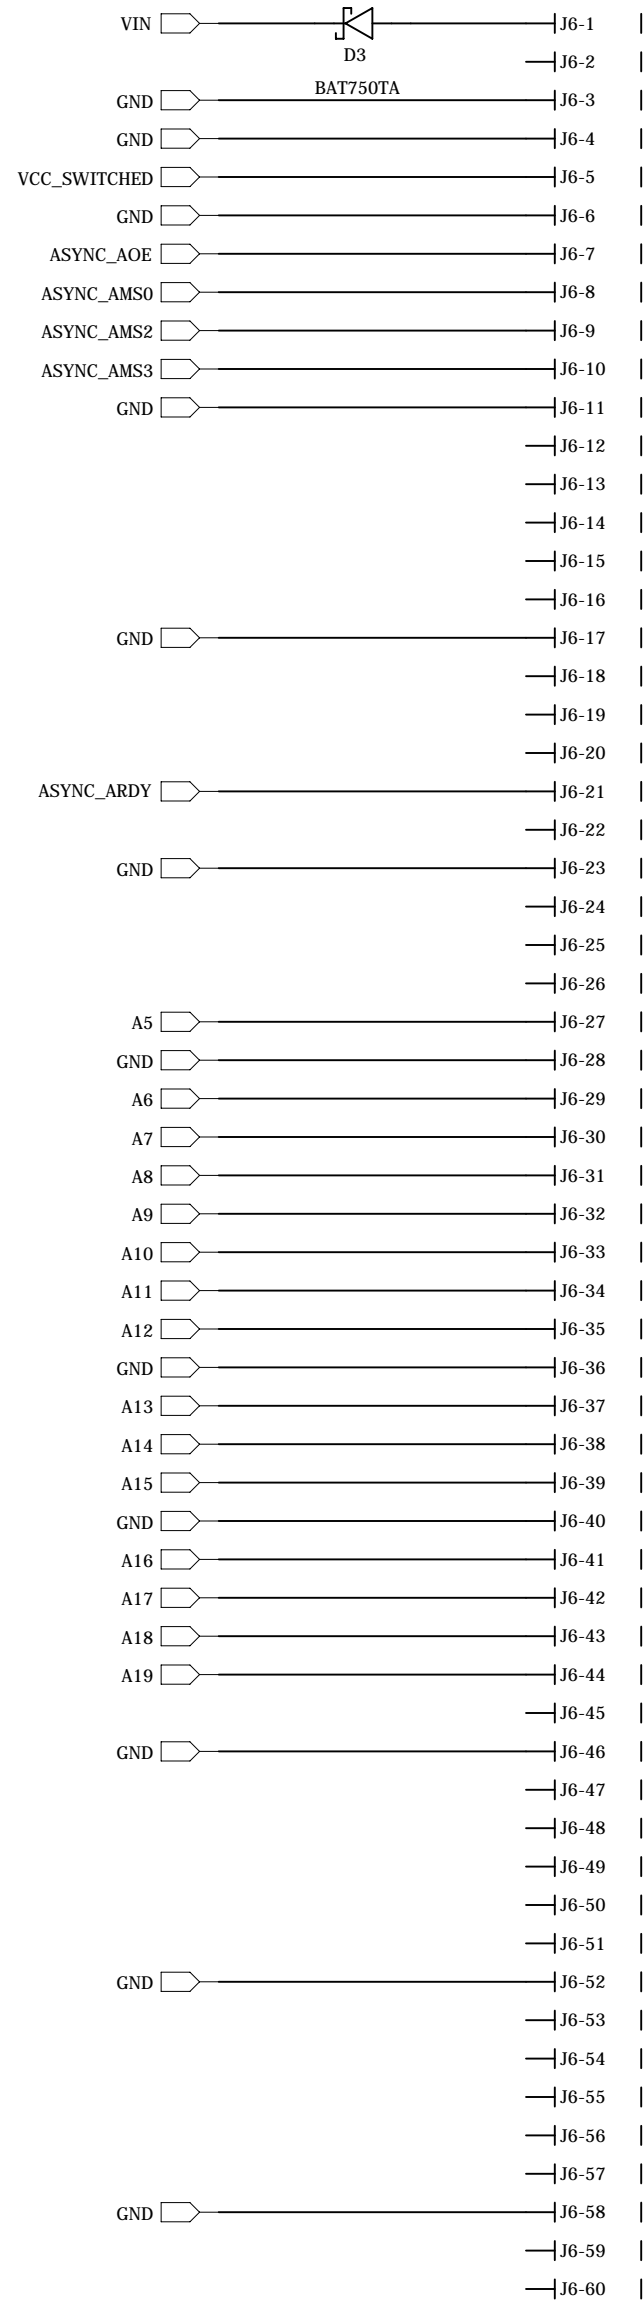 VIN J6-1
D3
J6-2
BAT750TA
GND J6-3
GND J6-4
VCC_SWITCHED J6-5
GND J6-6
ASYNC_AOE J6-7
ASYNC_AMS0 J6-8
ASYNC_AMS2 J6-9
ASYNC_AMS3 J6-10
GND J6-11
J6-12
J6-13
J6-14
J6-15
J6-16
GND J6-17
J6-18
J6-19
J6-20
ASYNC_ARDY J6-21
J6-22
GND J6-23
J6-24
J6-25
J6-26
A5 J6-27
GND J6-28
A6 J6-29
A7 J6-30
A8 J6-31
A9 J6-32
A10 J6-33
A11 J6-34
A12 J6-35
GND J6-36
A13 J6-37
A14 J6-38
A15 J6-39
GND J6-40
A16 J6-41
A17 J6-42
A18 J6-43
A19 J6-44
J6-45
GND J6-46
J6-47
J6-48
J6-49
J6-50
J6-51
GND J6-52
J6-53
J6-54
J6-55
J6-56
J6-57
GND J6-58
J6-59
J6-60